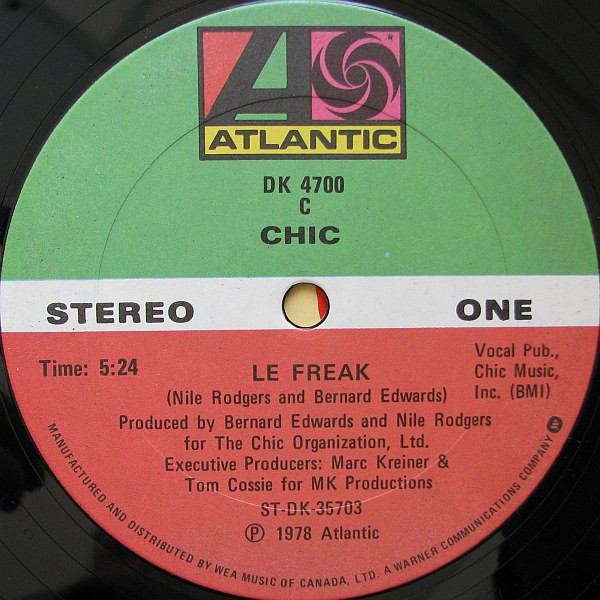 ATLANTIC
DK 4700
C
CHIC
STEREO
ONE
Time: 5:24
LE FREAK
Vocal Pub.,
Chic Music,
Inc. (BMI)
(Nile Rodgers and Bernard Edwards)
Produced by Bernard Edwards and Nile Rodgers
for The Chic Organization, Ltd.
Executive Producers: Marc Kreiner &
Tom Cossie for MK Productions
ST-DK-35703
Ⓟ 1978 Atlantic
MANUFACTURED AND DISTRIBUTED BY WEA MUSIC OF CANADA, LTD. A WARNER COMMUNICATIONS COMPANY